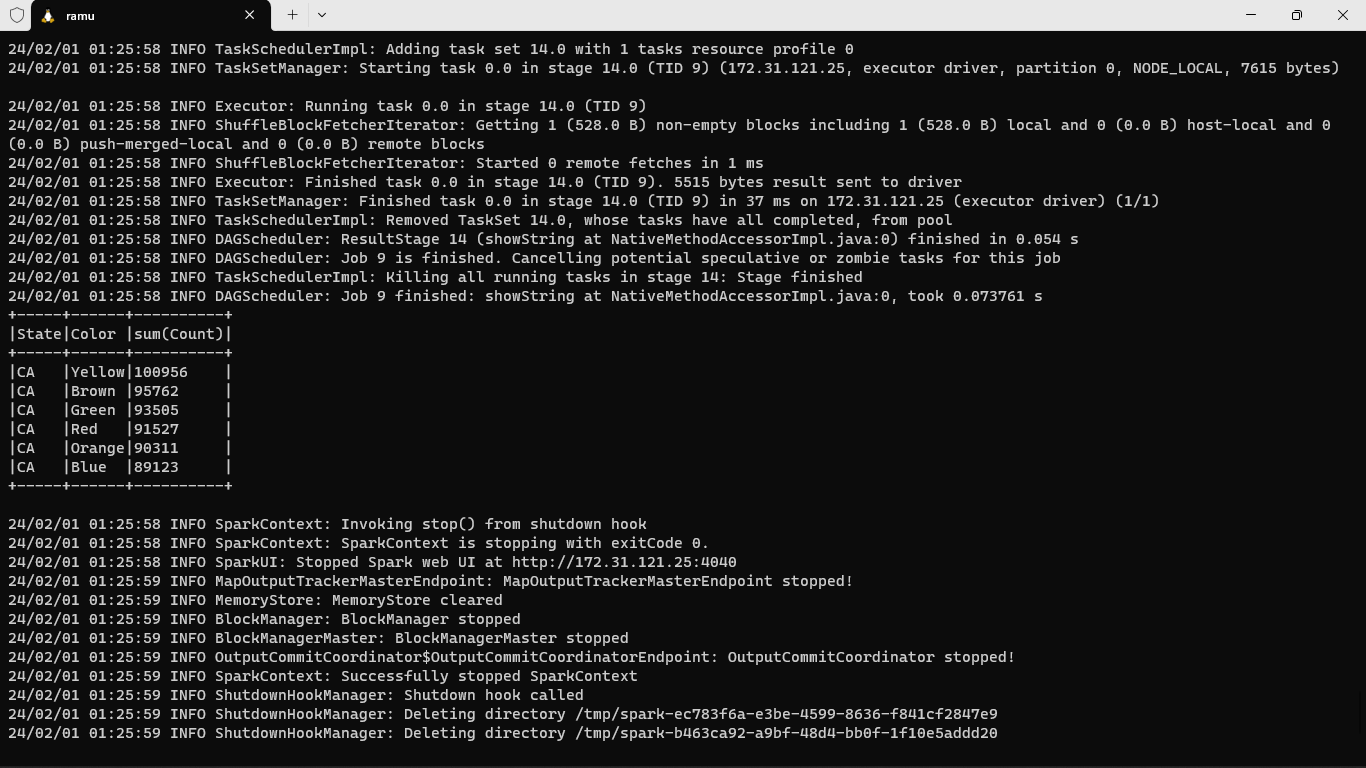 ramu
24/02/01 01:25:58 INFO TaskSchedulerImpl: Adding task set 14.0 with 1 tasks resource profile 0
24/02/01 01:25:58 INFO TaskSetManager: Starting task 0.0 in stage 14.0 (TID 9) (172.31.121.25, executor driver, partition 0, NODE_LOCAL, 7615 bytes)
24/02/01 01:25:58 INFO Executor: Running task 0.0 in stage 14.0 (TID 9)
24/02/01 01:25:58 INFO ShuffleBlockFetcherIterator: Getting 1 (528.0 B) non-empty blocks including 1 (528.0 B) local and 0 (0.0 B) host-local and 0
(0.0 B) push-merged-local and 0 (0.0 B) remote blocks
24/02/01 01:25:58 INFO ShuffleBlockFetcherIterator: Started 0 remote fetches in 1 ms
24/02/01 01:25:58 INFO Executor: Finished task 0.0 in stage 14.0 (TID 9). 5515 bytes result sent to driver
24/02/01 01:25:58 INFO TaskSetManager: Finished task 0.0 in stage 14.0 (TID 9) in 37 ms on 172.31.121.25 (executor driver) (1/1)
24/02/01 01:25:58 INFO TaskSchedulerImpl: Removed TaskSet 14.0, whose tasks have all completed, from pool
24/02/01 01:25:58 INFO DAGScheduler: ResultStage 14 (showString at NativeMethodAccessorImpl.java:0) finished in 0.054 s
24/02/01 01:25:58 INFO DAGScheduler: Job 9 is finished. Cancelling potential speculative or zombie tasks for this job
24/02/01 01:25:58 INFO TaskSchedulerImpl: Killing all running tasks in stage 14: Stage finished
24/02/01 01:25:58 INFO DAGScheduler: Job 9 finished: showString at NativeMethodAccessorImpl.java:0, took 0.073761 s
+-----+------+----------+
|State|Color |sum(Count)|
+-----+------+----------+
|CA   |Yellow|100956    |
|CA   |Brown |95762     |
|CA   |Green |93505     |
|CA   |Red   |91527     |
|CA   |Orange|90311     |
|CA   |Blue  |89123     |
+-----+------+----------+
24/02/01 01:25:58 INFO SparkContext: Invoking stop() from shutdown hook
24/02/01 01:25:58 INFO SparkContext: SparkContext is stopping with exitCode 0.
24/02/01 01:25:58 INFO SparkUI: Stopped Spark web UI at http://172.31.121.25:4040
24/02/01 01:25:59 INFO MapOutputTrackerMasterEndpoint: MapOutputTrackerMasterEndpoint stopped!
24/02/01 01:25:59 INFO MemoryStore: MemoryStore cleared
24/02/01 01:25:59 INFO BlockManager: BlockManager stopped
24/02/01 01:25:59 INFO BlockManagerMaster: BlockManagerMaster stopped
24/02/01 01:25:59 INFO OutputCommitCoordinator$OutputCommitCoordinatorEndpoint: OutputCommitCoordinator stopped!
24/02/01 01:25:59 INFO SparkContext: Successfully stopped SparkContext
24/02/01 01:25:59 INFO ShutdownHookManager: Shutdown hook called
24/02/01 01:25:59 INFO ShutdownHookManager: Deleting directory /tmp/spark-ec783f6a-e3be-4599-8636-f841cf2847e9
24/02/01 01:25:59 INFO ShutdownHookManager: Deleting directory /tmp/spark-b463ca92-a9bf-48d4-bb0f-1f10e5addd20